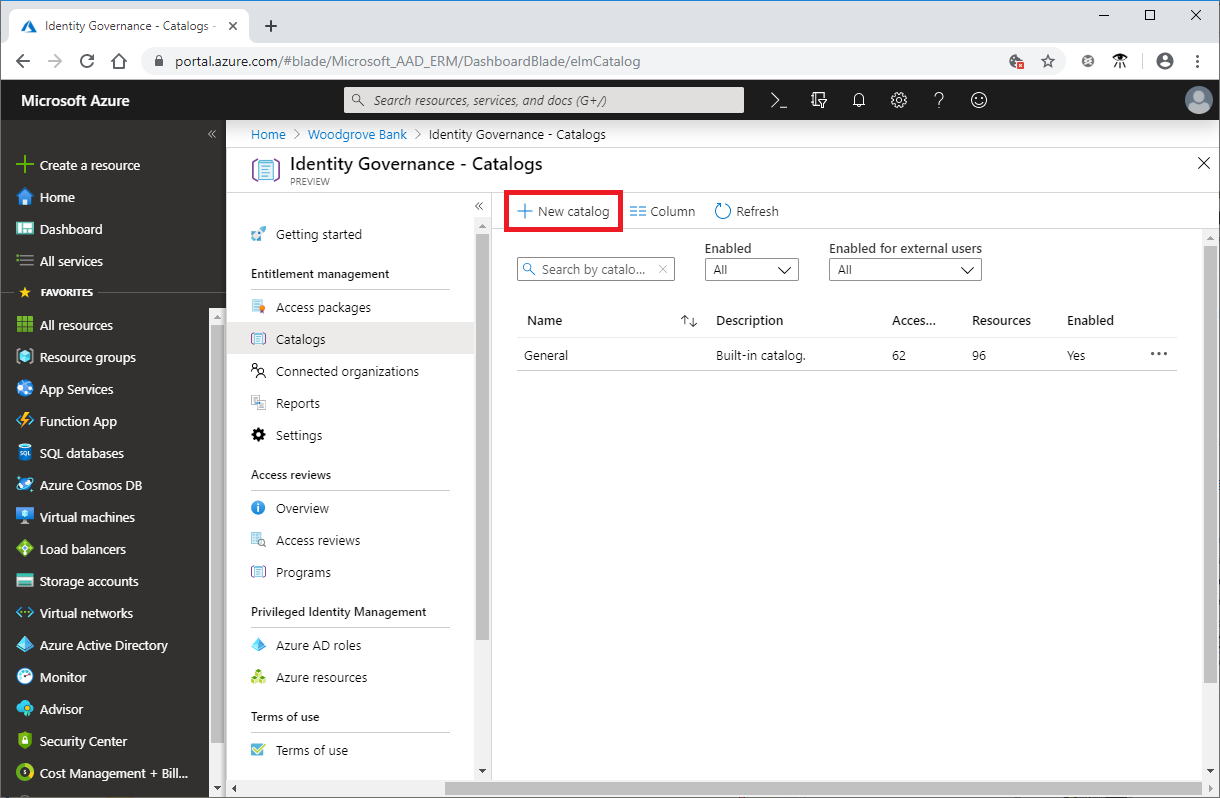 Identity Governance - Catalogs -
portal.azure.com/#blade/Microsoft_AAD_ERM/DashboardBlade/elmCatalog
Microsoft Azure
Search resources, services, and docs (G+/)
Create a resource
Home
Dashboard
All services
FAVORITES
All resources
Resource groups
App Services
Function App
SQL databases
Azure Cosmos DB
Virtual machines
Load balancers
Storage accounts
Virtual networks
Azure Active Directory
Monitor
Advisor
Security Center
Cost Management + Bill...
Home > Woodgrove Bank > Identity Governance - Catalogs
Identity Governance - Catalogs
PREVIEW
Getting started
Entitlement management
Access packages
Catalogs
Connected organizations
Reports
Settings
Access reviews
Overview
Access reviews
Programs
Privileged Identity Management
Azure AD roles
Azure resources
Terms of use
Terms of use
New catalog Column Refresh
Enabled Enabled for external users
Search by catalo... All All
Name Description Acces... Resources Enabled
General Built-in catalog. 62 96 Yes